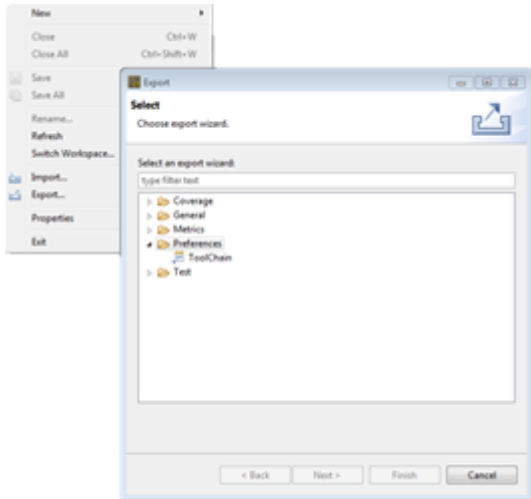 New
Close Ctrl+W
Close All Ctrl+Shift+W
Save
Save All
Rename...
Refresh
Switch Workspace...
Import...
Export...
Properties
Exit
Export
Select
Choose export wizard.
Select an export wizard:
type filter text
Coverage
General
Metrics
Preferences
ToolChain
Test
< Back Next > Finish Cancel